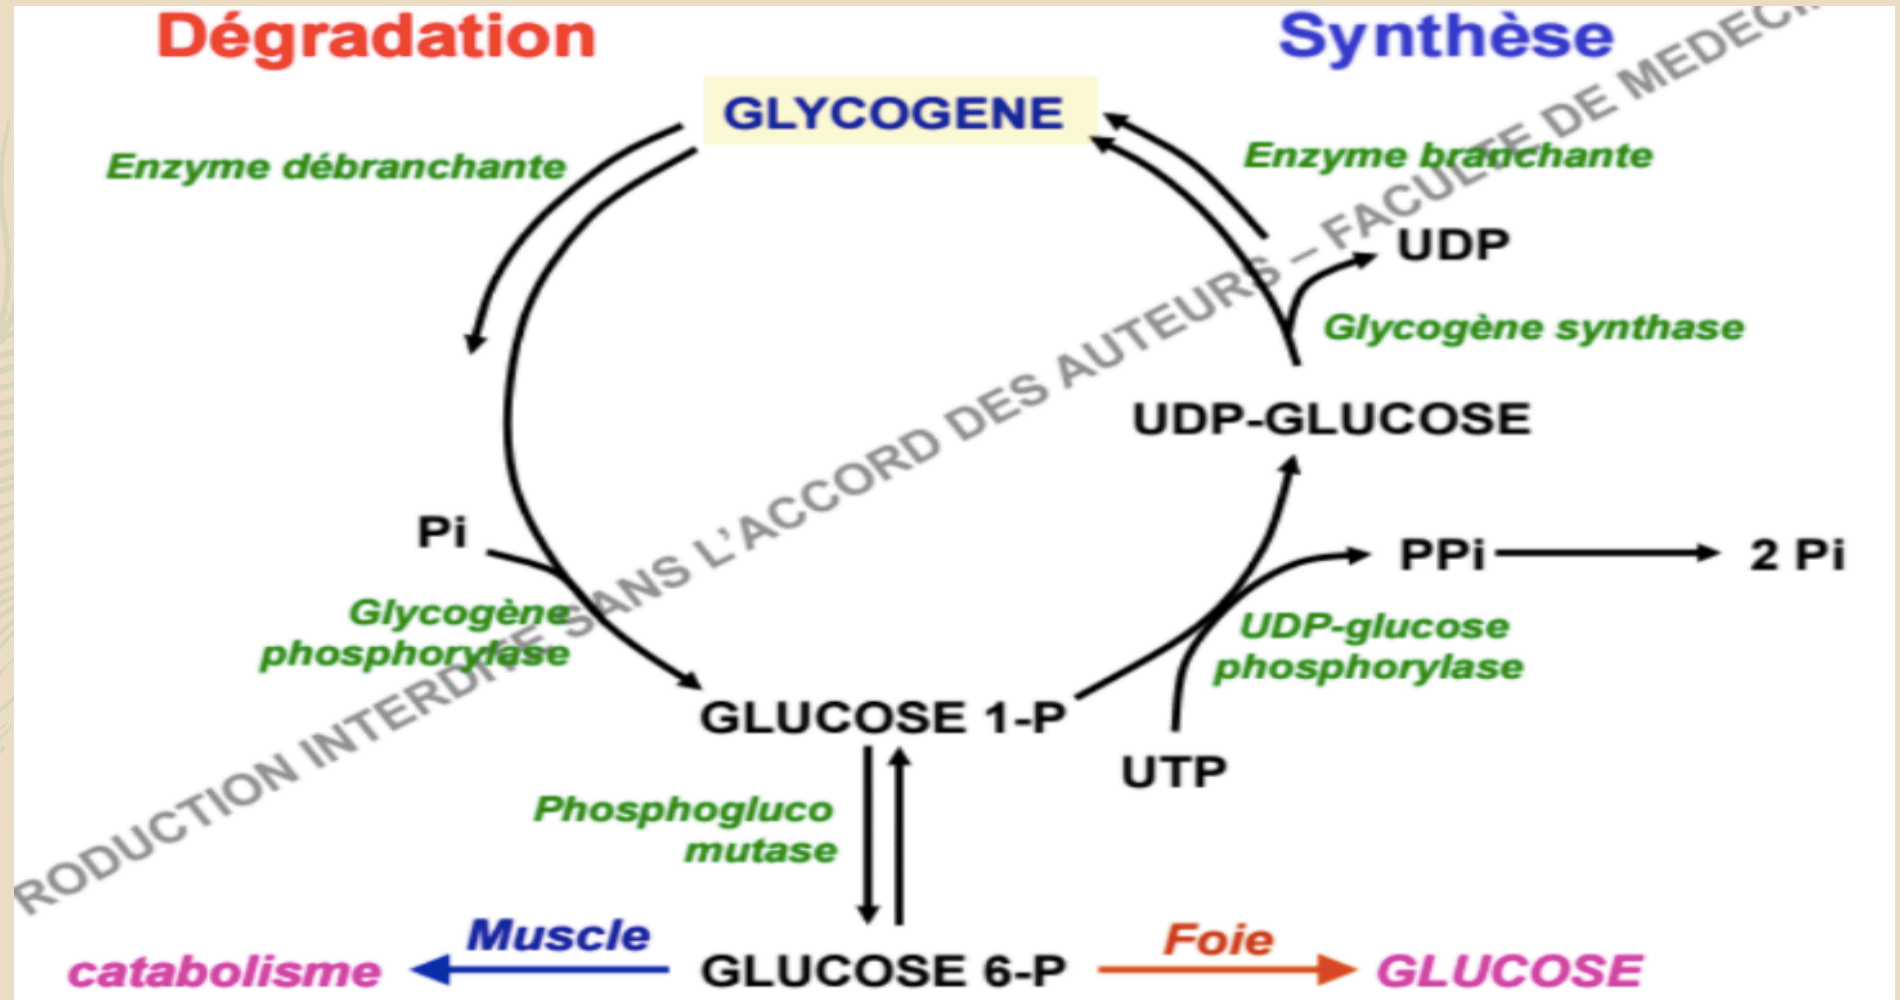 Dégradation
Synthèse
GLYCOGENE
Enzyme débranchante
Enzyme branchante
UDP
Glycogène synthase
UDP-GLUCOSE
Pi
PPi
2 Pi
Glycogène
phosphorylase
UDP-glucose
phosphorylase
GLUCOSE 1-P
UTP
Phosphogluco
mutase
Muscle
Foie
catabolisme
GLUCOSE 6-P
GLUCOSE
RODUCTION INTERDITE SANS L’ACCORD DES AUTEURS – FACULTE DE MEDECI